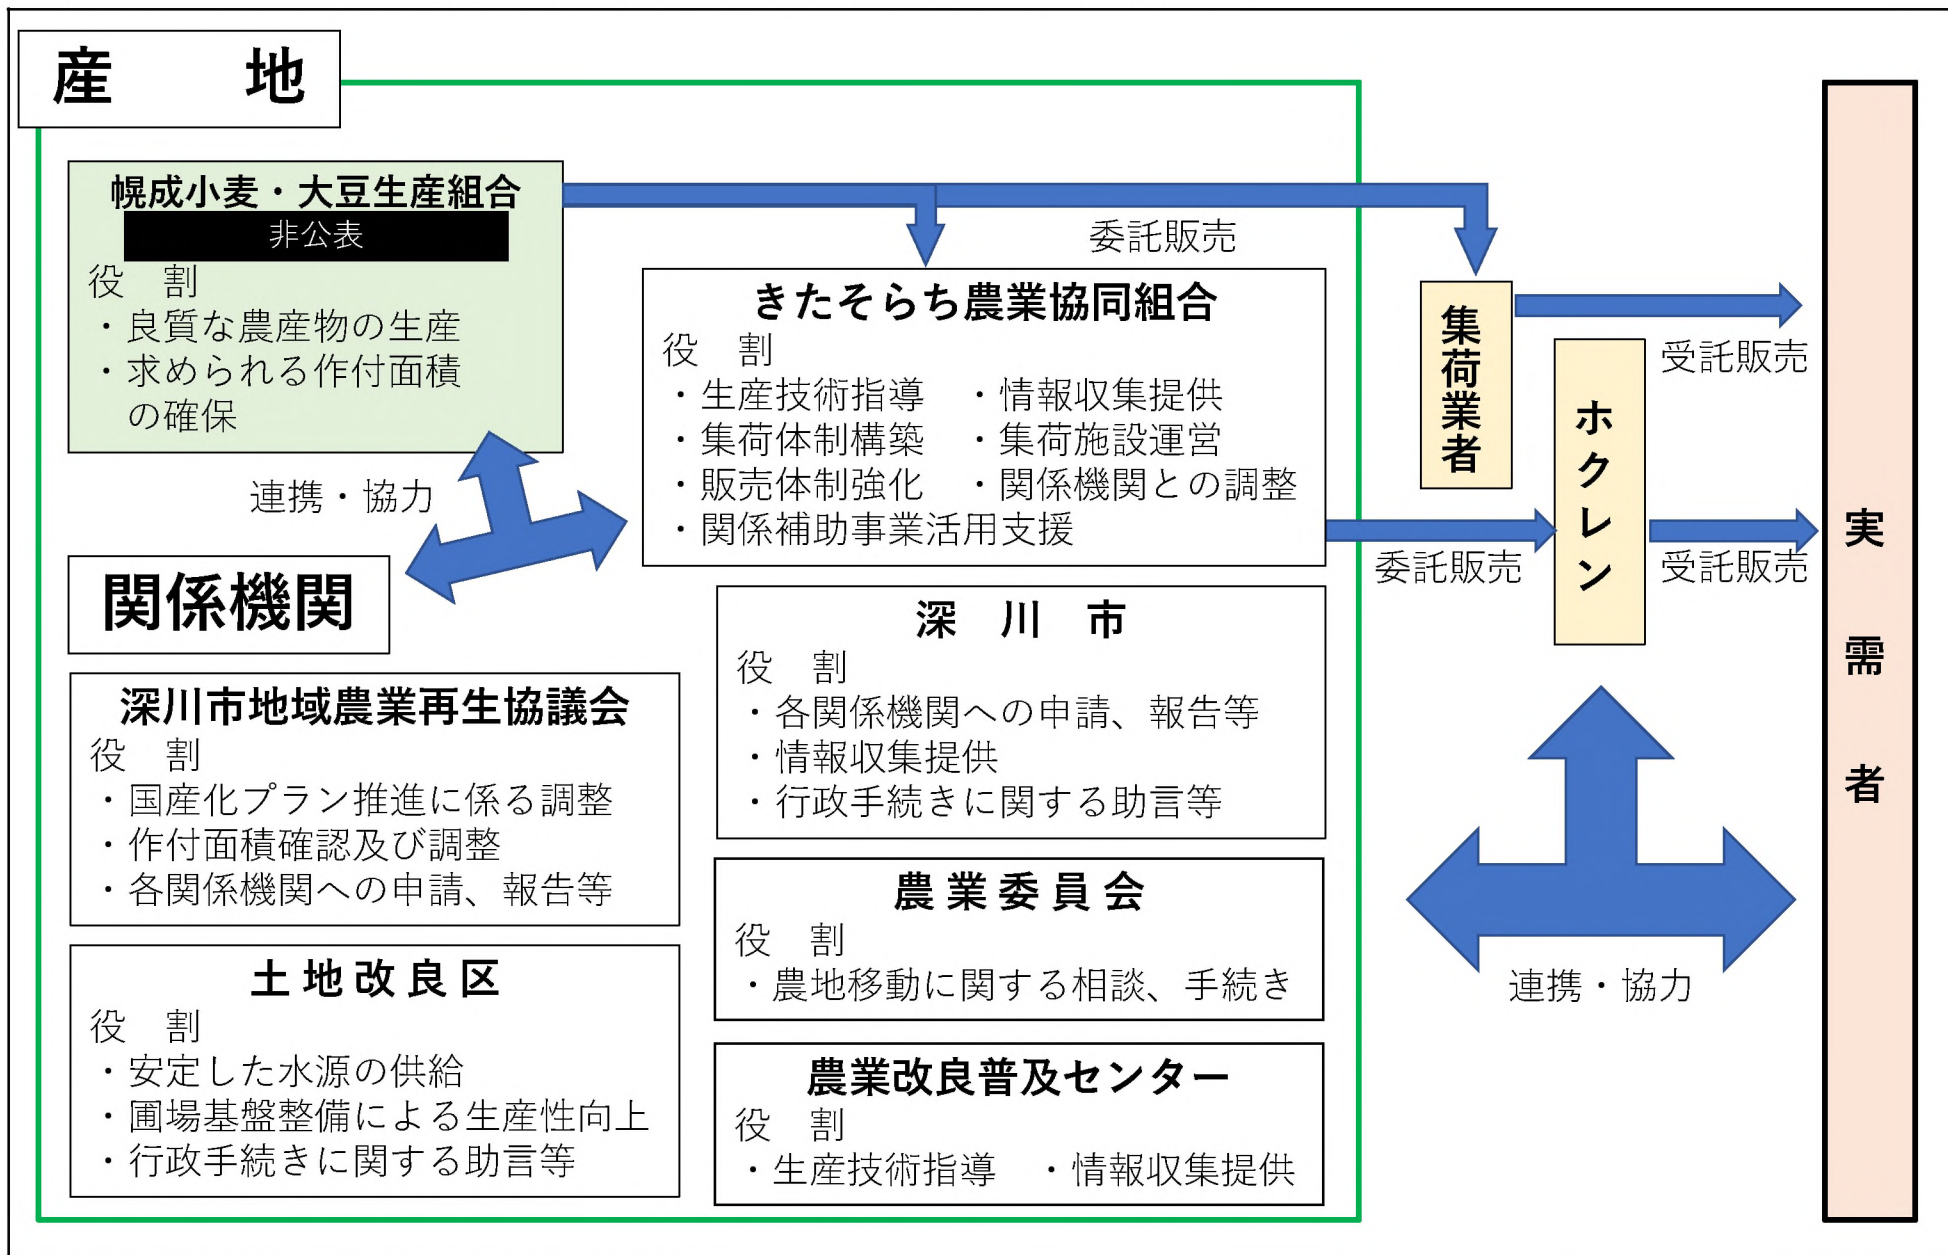 産　地
幌成小麦・大豆生産組合
非公表
役　割
・良質な農産物の生産
・求められる作付面積
の確保
委託販売
きたそらち農業協同組合
役　割
・生産技術指導　・情報収集提供
・集荷体制構築　・集荷施設運営
・販売体制強化　・関係機関との調整
・関係補助事業活用支援
連携・協力
関係機関
深川市地域農業再生協議会
役　割
・国産化プラン推進に係る調整
・作付面積確認及び調整
・各関係機関への申請、報告等
土地改良区
役　割
・安定した水源の供給
・圃場基盤整備による生産性向上
・行政手続きに関する助言等
深　川　市
役　割
・各関係機関への申請、報告等
・情報収集提供
・行政手続きに関する助言等
農業委員会
役　割
・農地移動に関する相談、手続き
農業改良普及センター
役　割
・生産技術指導　・情報収集提供
集荷業者
受託販売
委託販売
ホクレン
受託販売
連携・協力
実需者